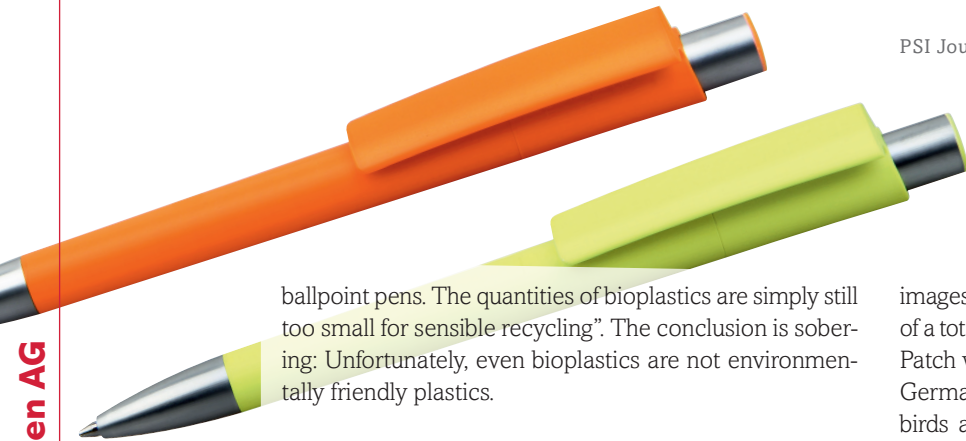 PSI Jou
ballpoint pens. The quantities of bioplastics are simply still
too small for sensible recycling”. The conclusion is sober-
ing: Unfortunately, even bioplastics are not environmen-
tally friendly plastics.
images
of a tot
Patch v
Germa
birds a
en AG